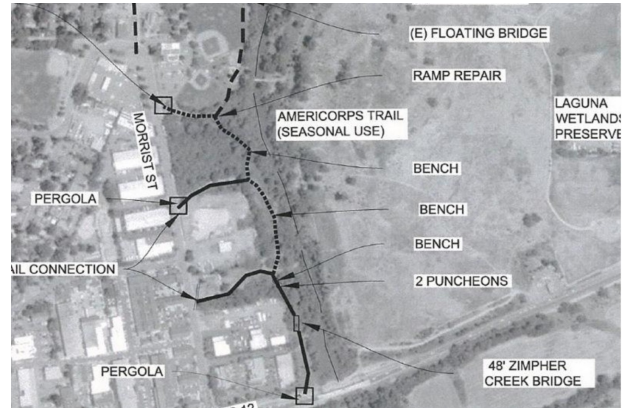 (E) FLOATING BRIDGE
RAMP REPAIR
LAGUNA
WETLANDS
PRESERVE
AMERICORPS TRAIL
(SEASONAL USE)
MORRIST ST
BENCH
PERGOLA
BENCH
BENCH
AIL CONNECTION
2 PUNCHEONS
48' ZIMPHER
CREEK BRIDGE
PERGOLA